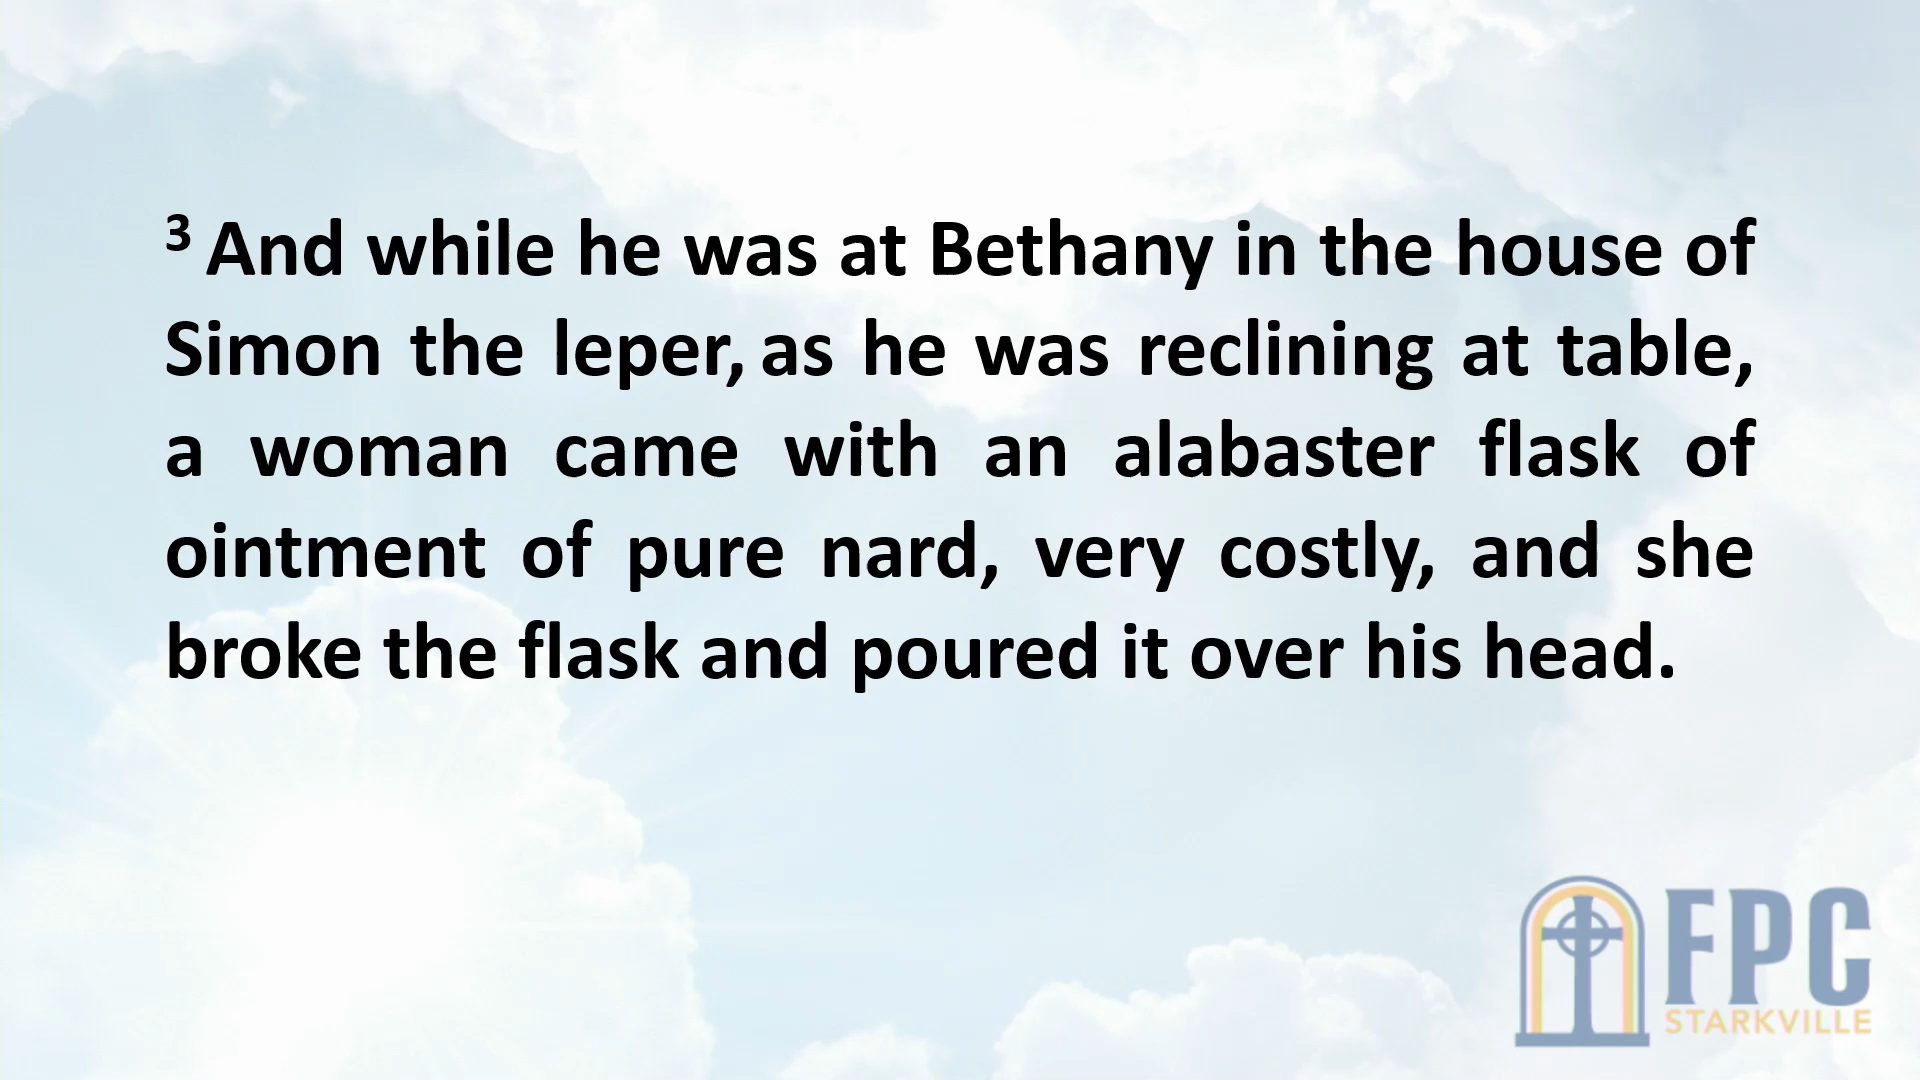 3 And while he was at Bethany in the house of
Simon the leper, as he was reclining at table,
a woman came with an alabaster flask of
ointment of pure nard, very costly, and she
broke the flask and poured it over his head.
FPC
STARKVILLE